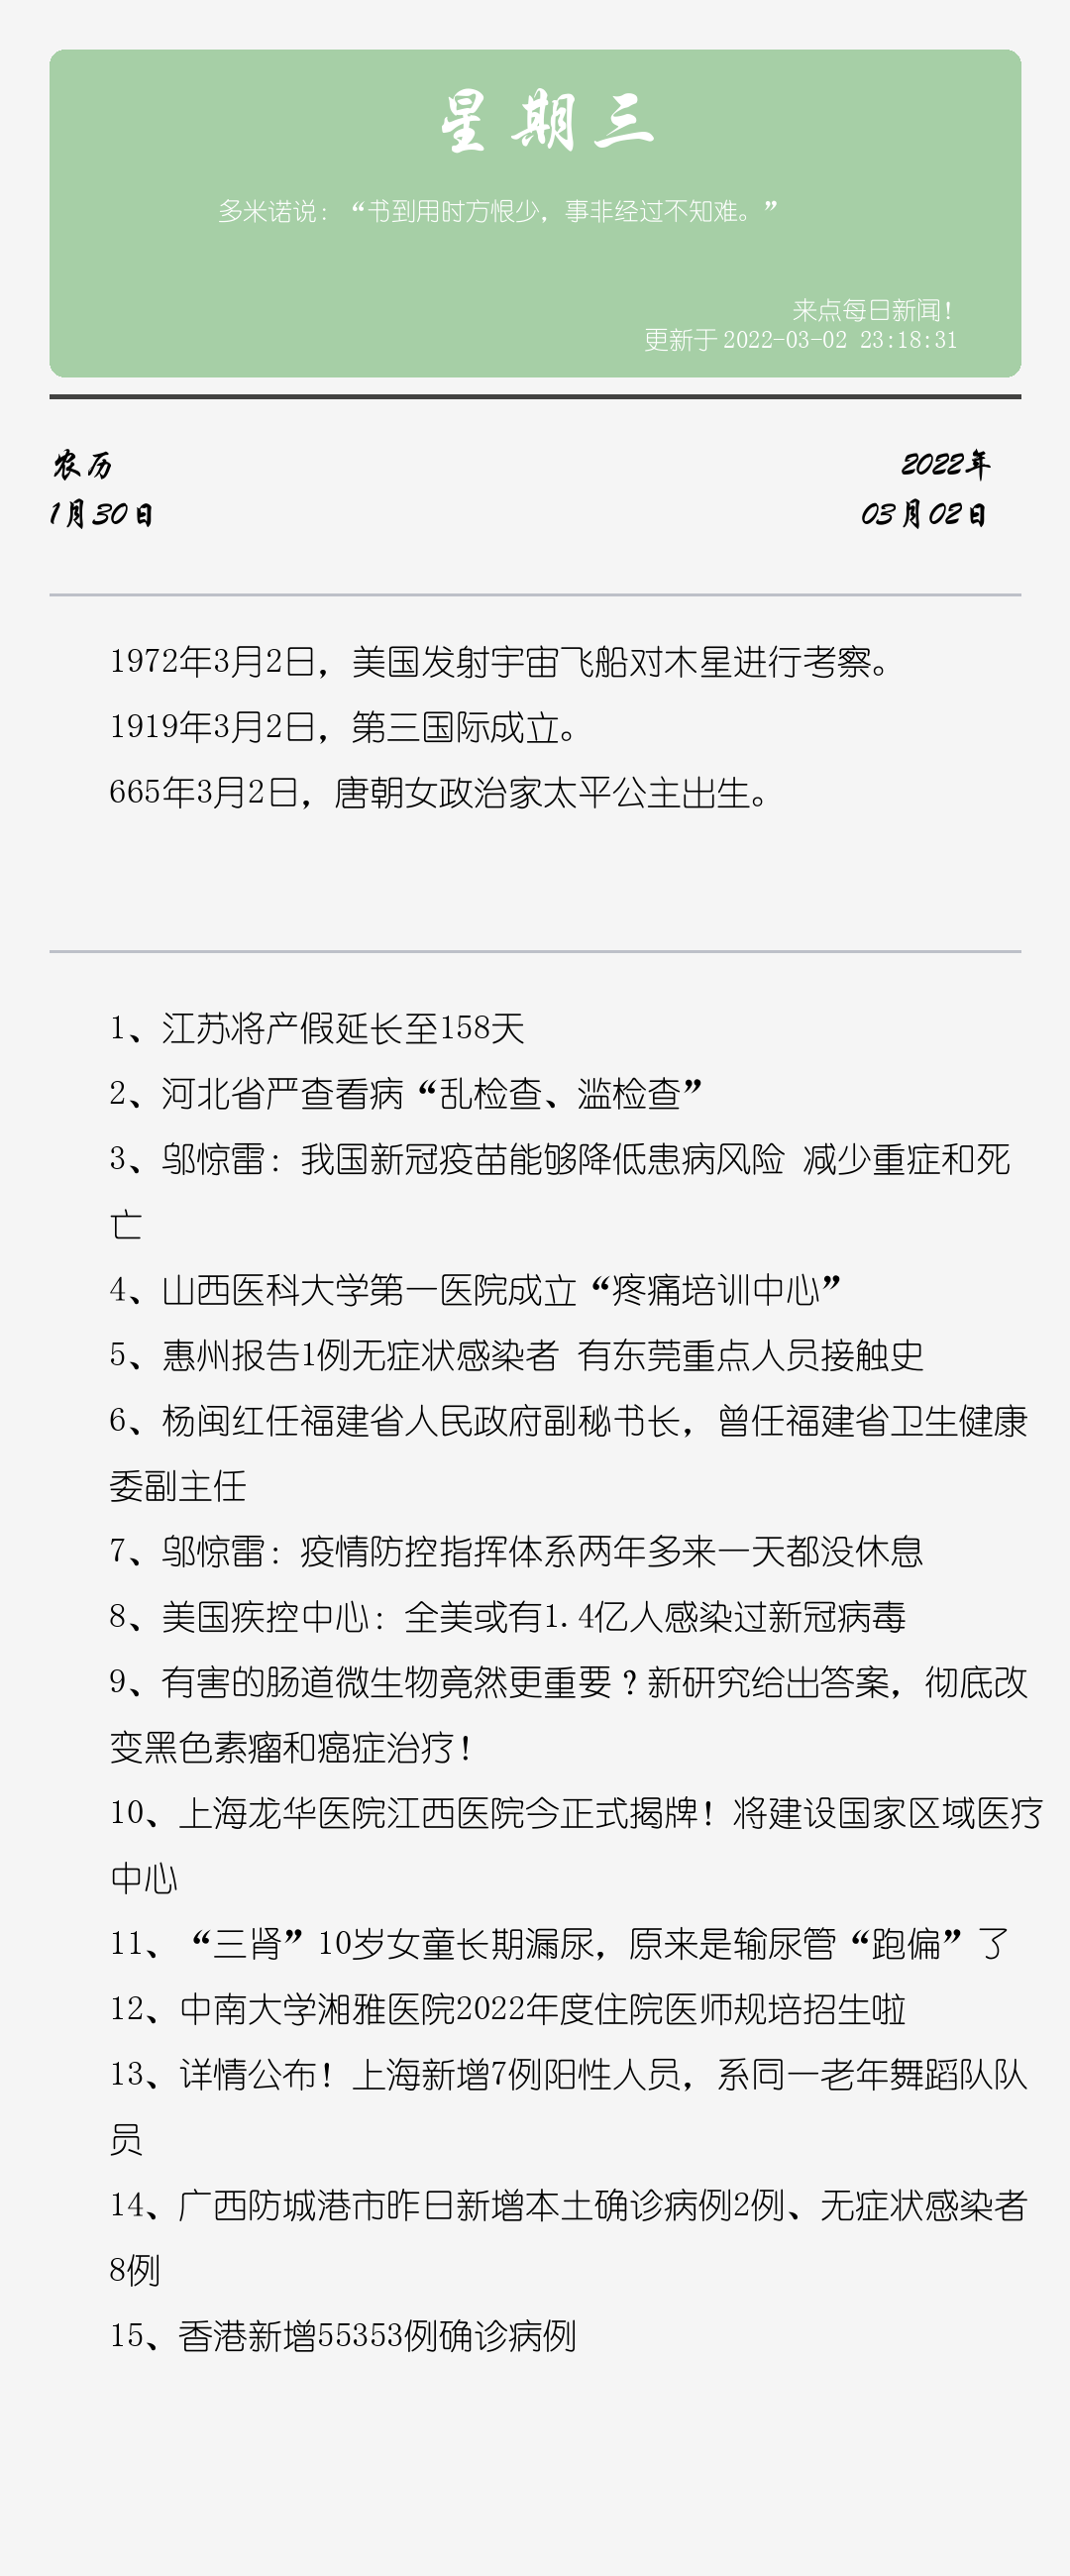 星期三
多米诺说：“书到用时方恨少，事非经过不知难。”
来点每日新闻！
更新于 2022-03-02 23:18:31
农历
2022年
1月30日
03月02日
1972年3月2日，美国发射宇宙飞船对木星进行考察。
1919年3月2日，第三国际成立。
665年3月2日，唐朝女政治家太平公主出生。
1、江苏将产假延长至158天
2、河北省严查看病“乱检查、滥检查”
3、邬惊雷：我国新冠疫苗能够降低患病风险 减少重症和死
亡
4、山西医科大学第一医院成立“疼痛培训中心”
5、惠州报告1例无症状感染者 有东莞重点人员接触史
6、杨闽红任福建省人民政府副秘书长，曾任福建省卫生健康
委副主任
7、邬惊雷：疫情防控指挥体系两年多来一天都没休息
8、美国疾控中心：全美或有1.4亿人感染过新冠病毒
9、有害的肠道微生物竟然更重要？新研究给出答案，彻底改
变黑色素瘤和癌症治疗！
10、上海龙华医院江西医院今正式揭牌！将建设国家区域医疗
中心
11、“三肾”10岁女童长期漏尿，原来是输尿管“跑偏”了
12、中南大学湘雅医院2022年度住院医师规培招生啦
13、详情公布！上海新增7例阳性人员，系同一老年舞蹈队队
员
14、广西防城港市昨日新增本土确诊病例2例、无症状感染者
8例
15、香港新增55353例确诊病例